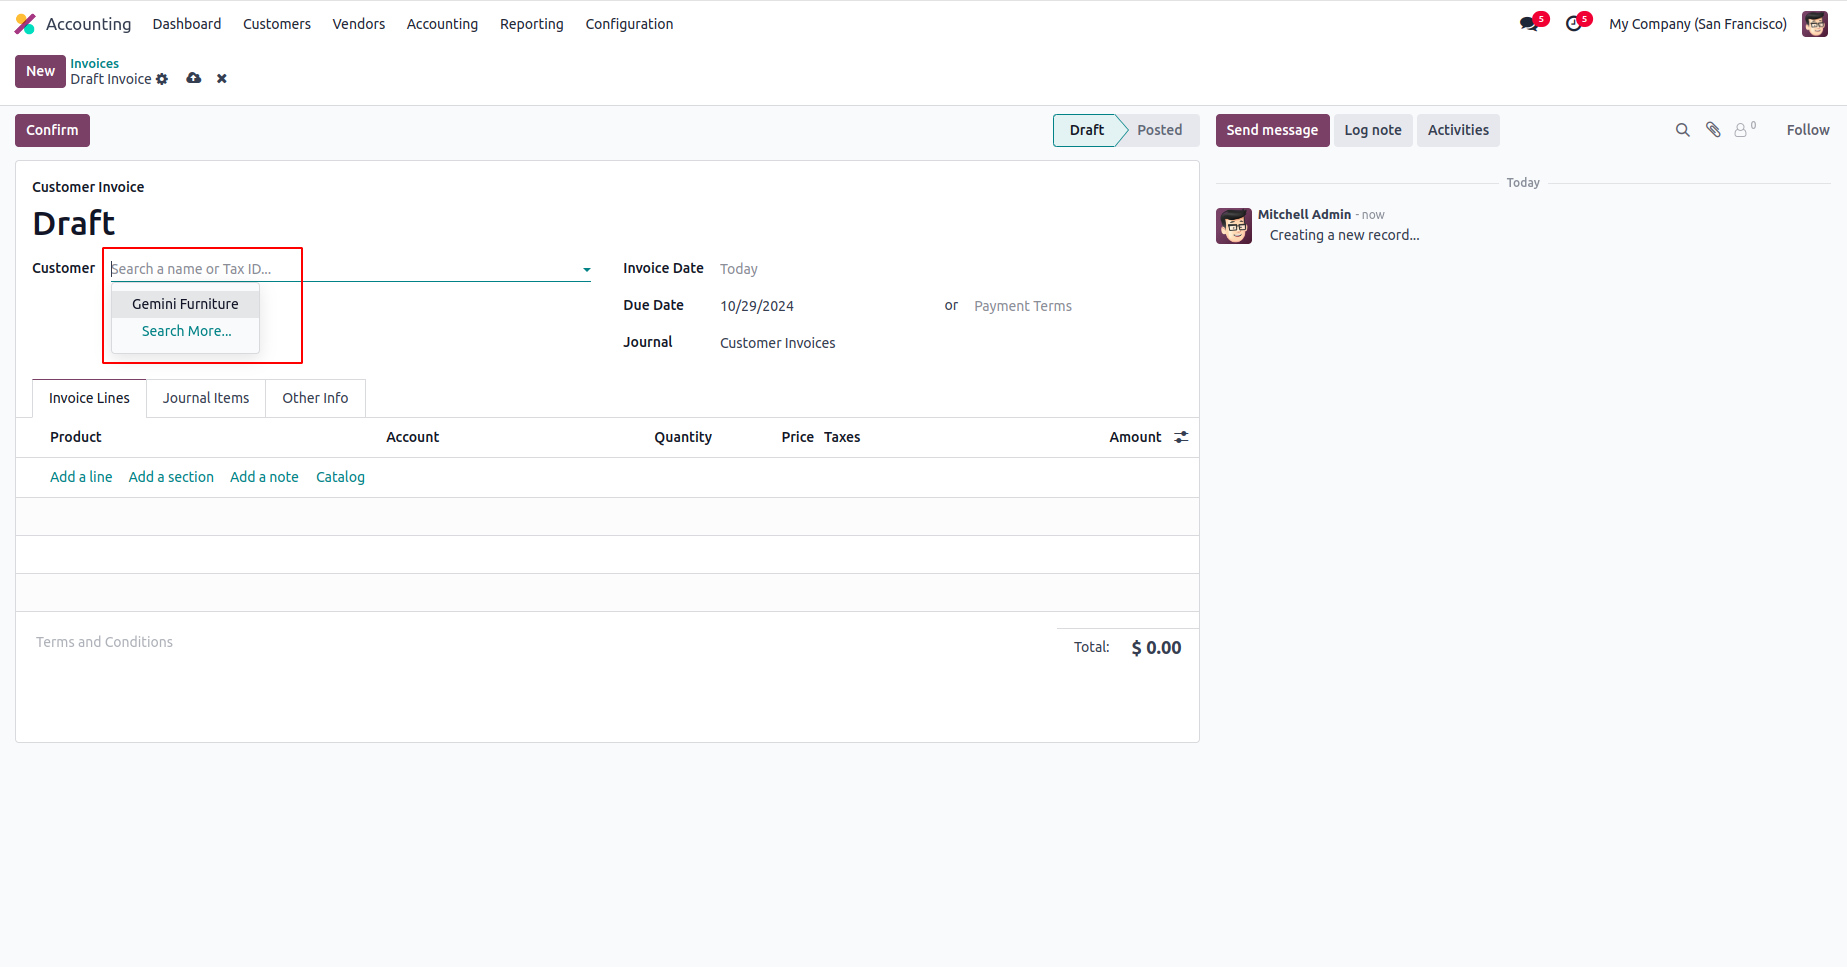 Accounting Dashboard Customers Vendors Accounting Reporting Configuration 5 5 My Company (San Francisco)
New Invoices
Draft Invoice
Confirm Draft Posted Send message Log note Activities 0 Follow
Customer Invoice
Draft
Customer Search a name or Tax ID...
Gemini Furniture
Search More...
Invoice Date Today
Due Date 10/29/2024 or Payment Terms
Journal Customer Invoices
Invoice Lines Journal Items Other Info
Product Account Quantity Price Taxes Amount
Add a line Add a section Add a note Catalog
Terms and Conditions
Total: $ 0.00
Today
Mitchell Admin - now
Creating a new record...